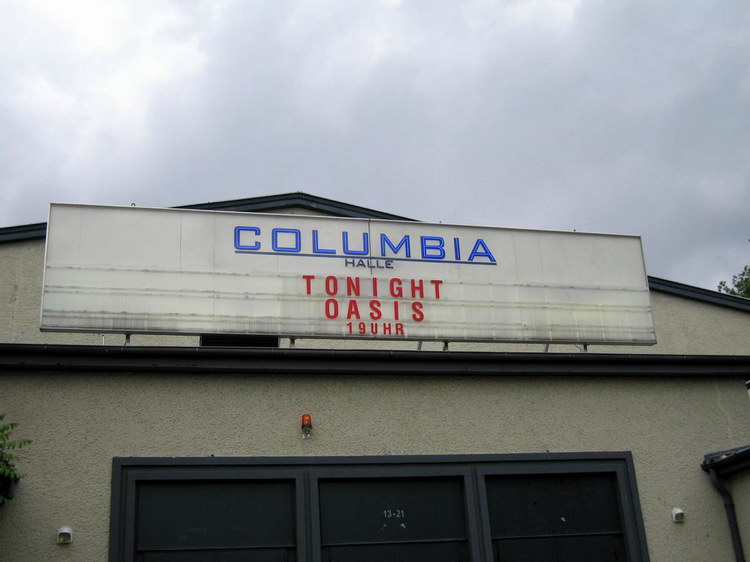 COLUMBIA
HALLE
TONIGHT
OASIS
19UHR
13-21